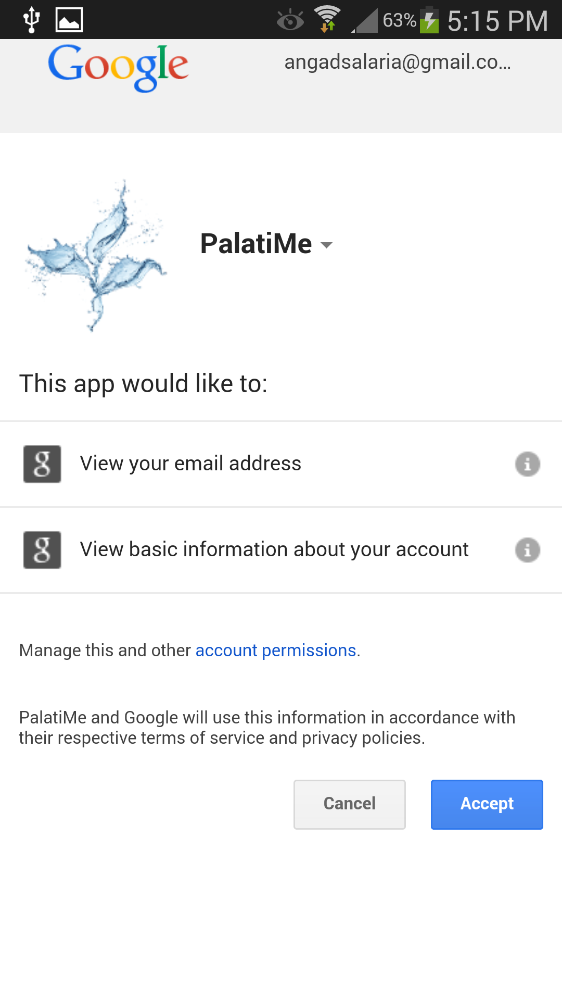 63% 5:15 PM
Google angadsalaria@gmail.co...
PalatiMe
This app would like to:
g View your email address i
g View basic information about your account i
Manage this and other account permissions.
PalatiMe and Google will use this information in accordance with
their respective terms of service and privacy policies.
Cancel Accept